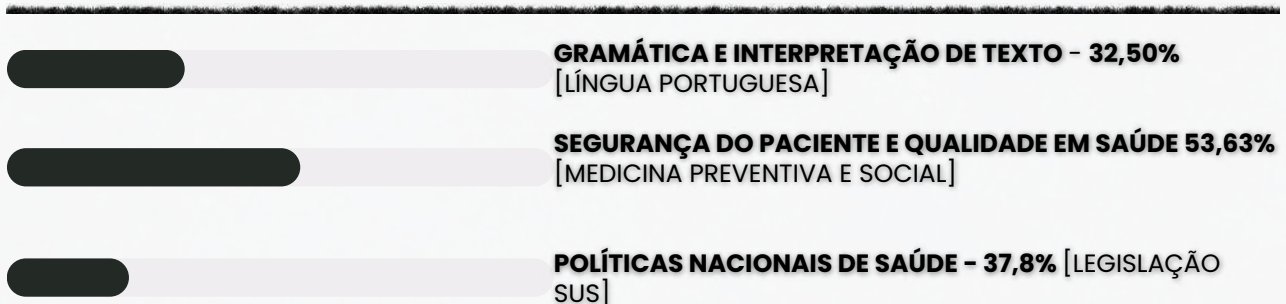 GRAMÁTICA E INTERPRETAÇÃO DE TEXTO - 32,50%
[LÍNGUA PORTUGUESA]
SEGURANÇA DO PACIENTE E QUALIDADE EM SAÚDE 53,63%
[MEDICINA PREVENTIVA E SOCIAL]
POLÍTICAS NACIONAIS DE SAÚDE - 37,8% [LEGISLAÇÃO
SUS]